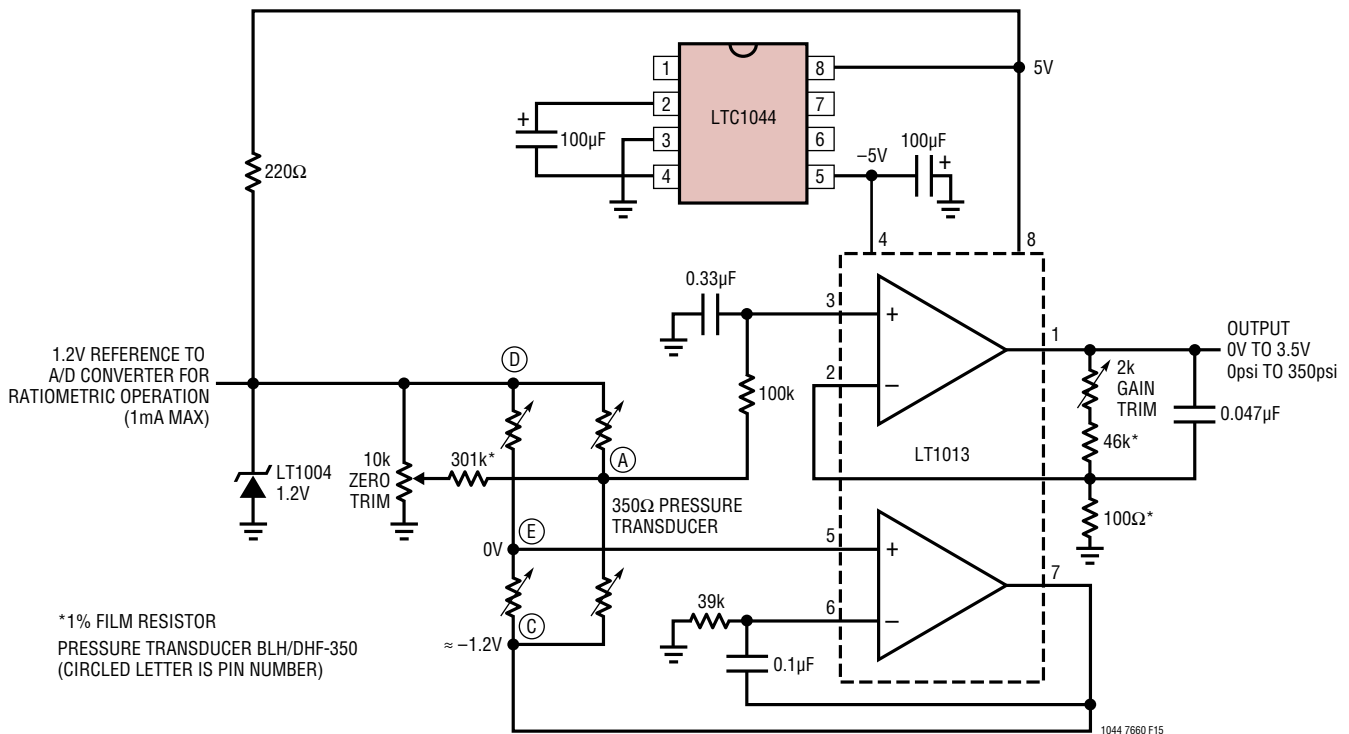 1
2
3
4
LTC1044
8
7
6
5
5V
+
100µF
–5V
100µF
+
220Ω
4
8
0.33µF
3
+
2
–
1
OUTPUT
0V TO 3.5V
0psi TO 350psi
2k
GAIN
TRIM
0.047µF
46k*
100Ω*
LT1013
1.2V REFERENCE TO
A/D CONVERTER FOR
RATIOMETRIC OPERATION
(1mA MAX)
D
100k
LT1004
1.2V
10k
ZERO
TRIM
301k*
A
350Ω PRESSURE
TRANSDUCER
E
0V
5
+
6
–
7
39k
0.1µF
C
≈ –1.2V
*1% FILM RESISTOR
PRESSURE TRANSDUCER BLH/DHF-350
(CIRCLED LETTER IS PIN NUMBER)
1044 7660 F15